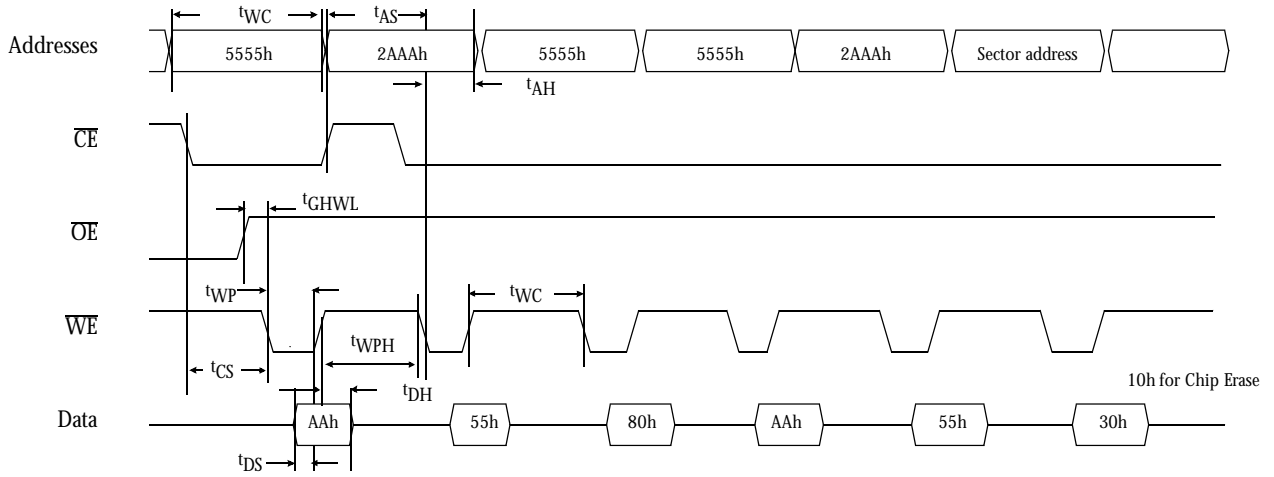 tWC tAS
Addresses 5555h 2AAAh 5555h 5555h 2AAAh Sector address
tAH
CE
tGHWL
OE
tWP tWC
WE
tWPH
tCS
tDH
10h for Chip Erase
Data AAh 55h 80h AAh 55h 30h
tDS